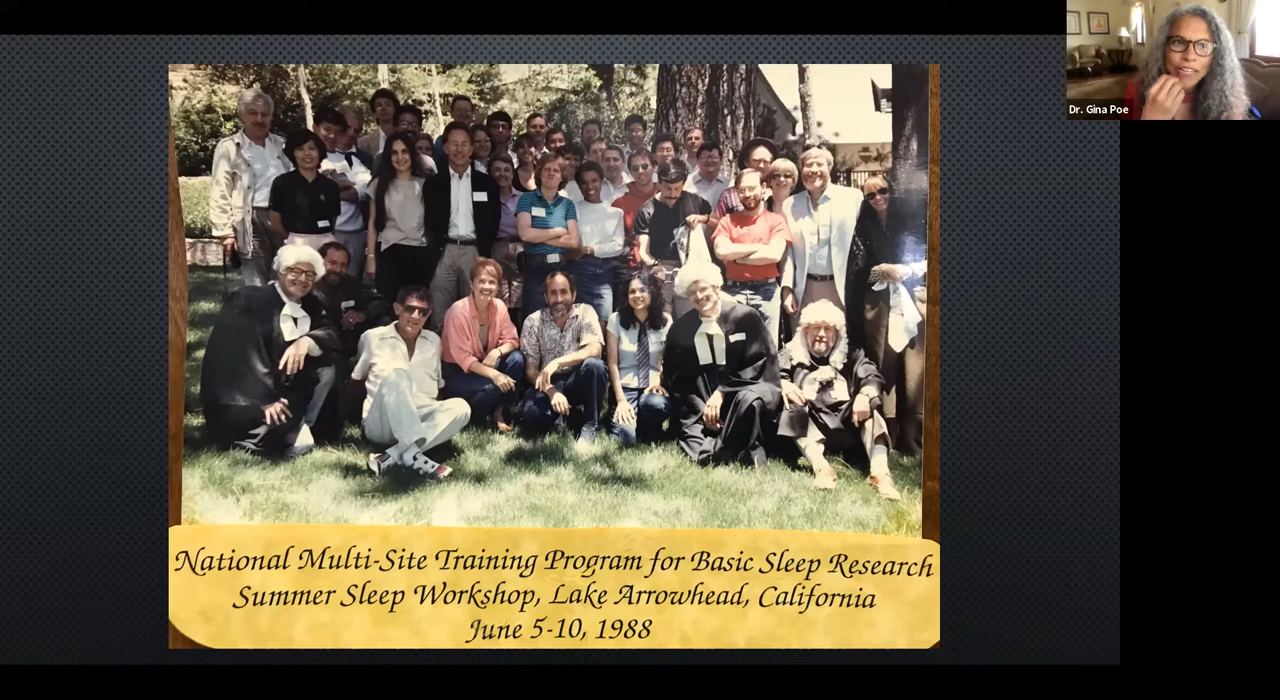 Dr. Gina Poe
National Multi-Site Training Program for Basic Sleep Research
Summer Sleep Workshop, Lake Arrowhead, California
June 5-10, 1988